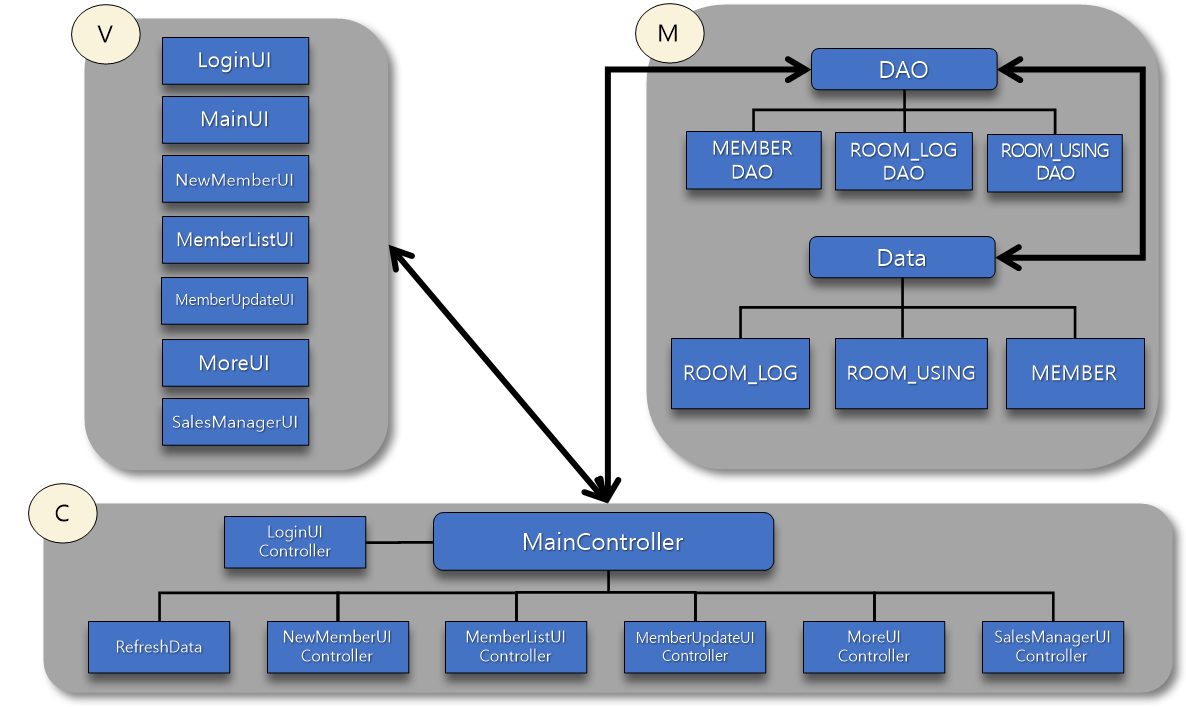 V
LoginUI
MainUI
NewMemberUI
MemberListUI
MemberUpdateUI
MoreUI
SalesManagerUI
M
DAO
MEMBER
DAO
ROOM_LOG
DAO
ROOM_USING
DAO
Data
ROOM_LOG
ROOM_USING
MEMBER
C
LoginUI
Controller
MainController
RefreshData
NewMemberUI
Controller
MemberListUI
Controller
MemberUpdateUI
Controller
MoreUI
Controller
SalesManagerUI
Controller